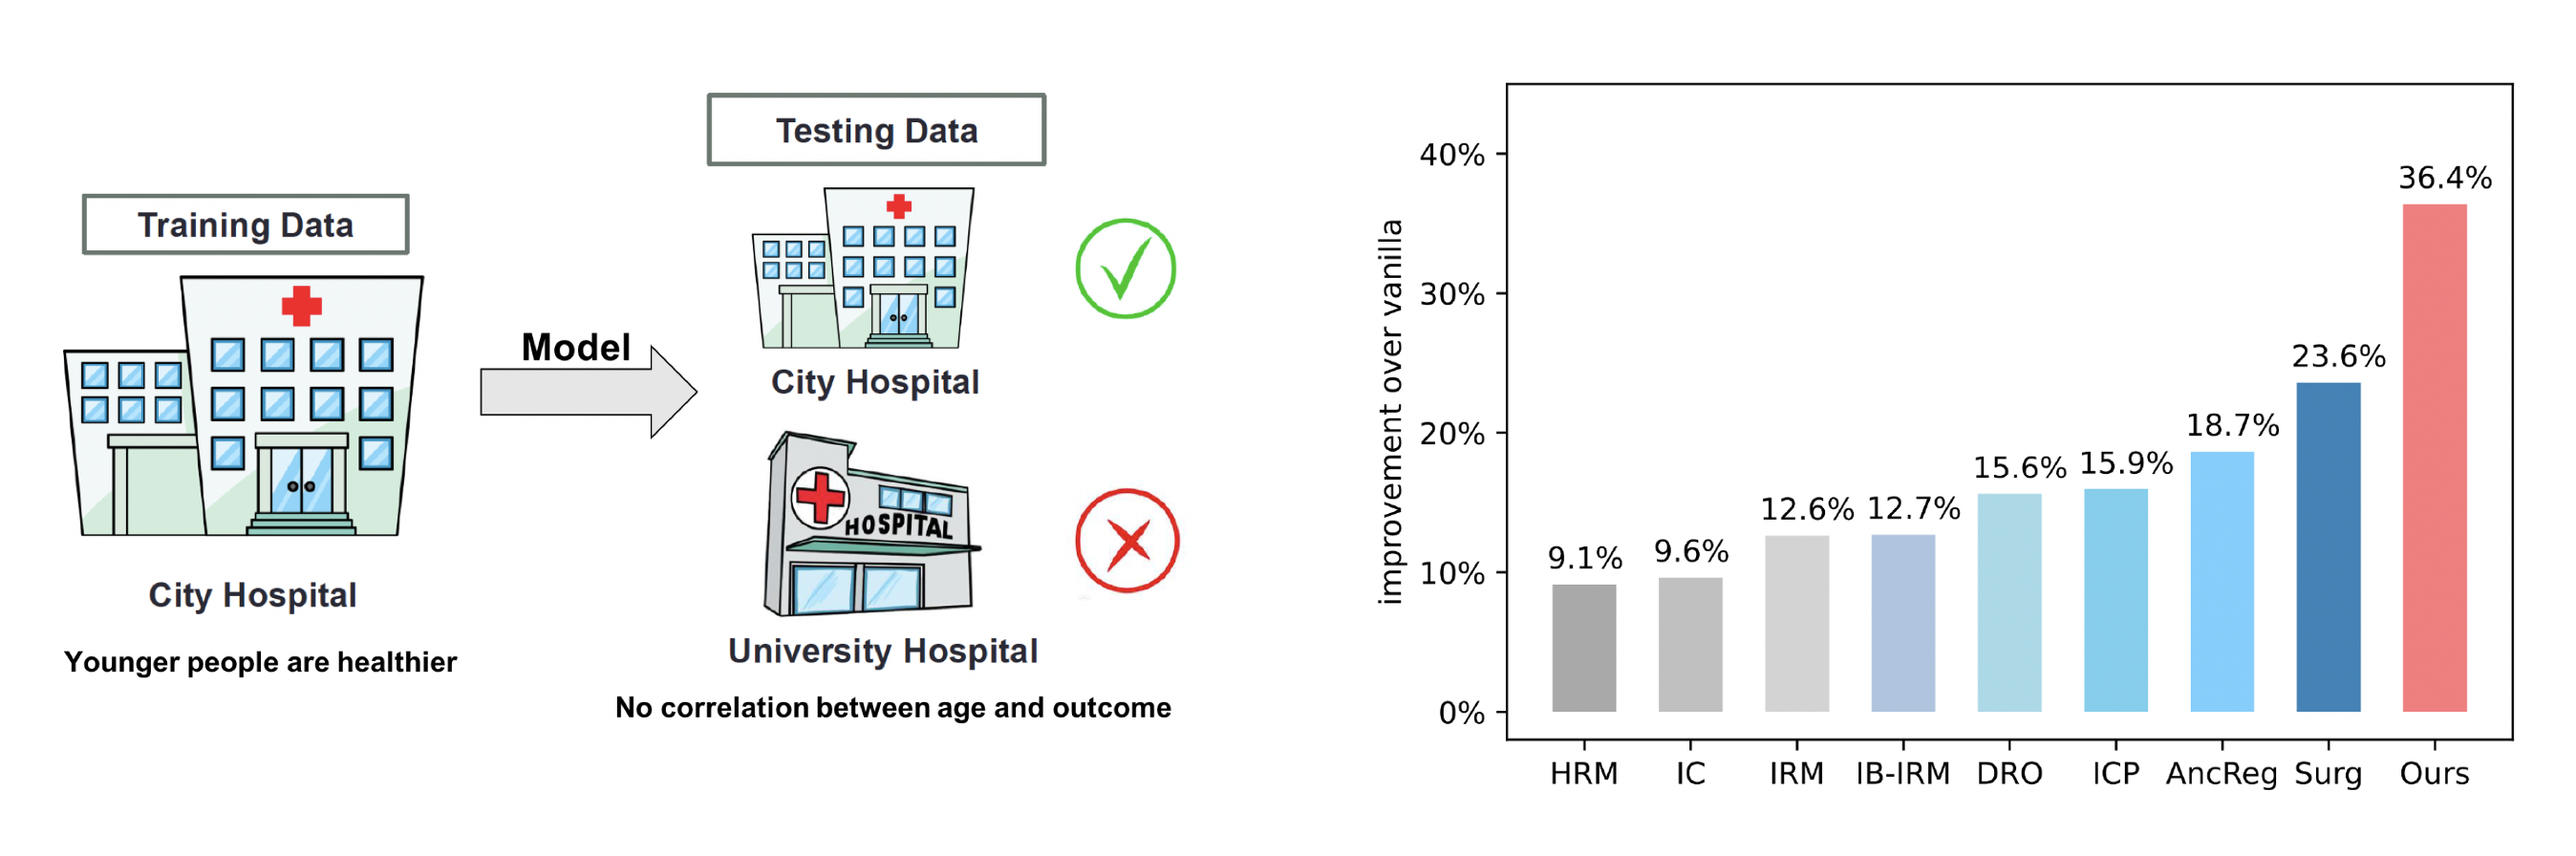 Training Data
City Hospital
Younger people are healthier
Model
Testing Data
City Hospital
HOSPITAL
University Hospital
No correlation between age and outcome
improvement over vanilla
40%
30%
20%
10%
0%
9.1%
9.6%
12.6%
12.7%
15.6%
15.9%
18.7%
23.6%
36.4%
HRM IC IRM IB-IRM DRO ICP AncReg Surg Ours